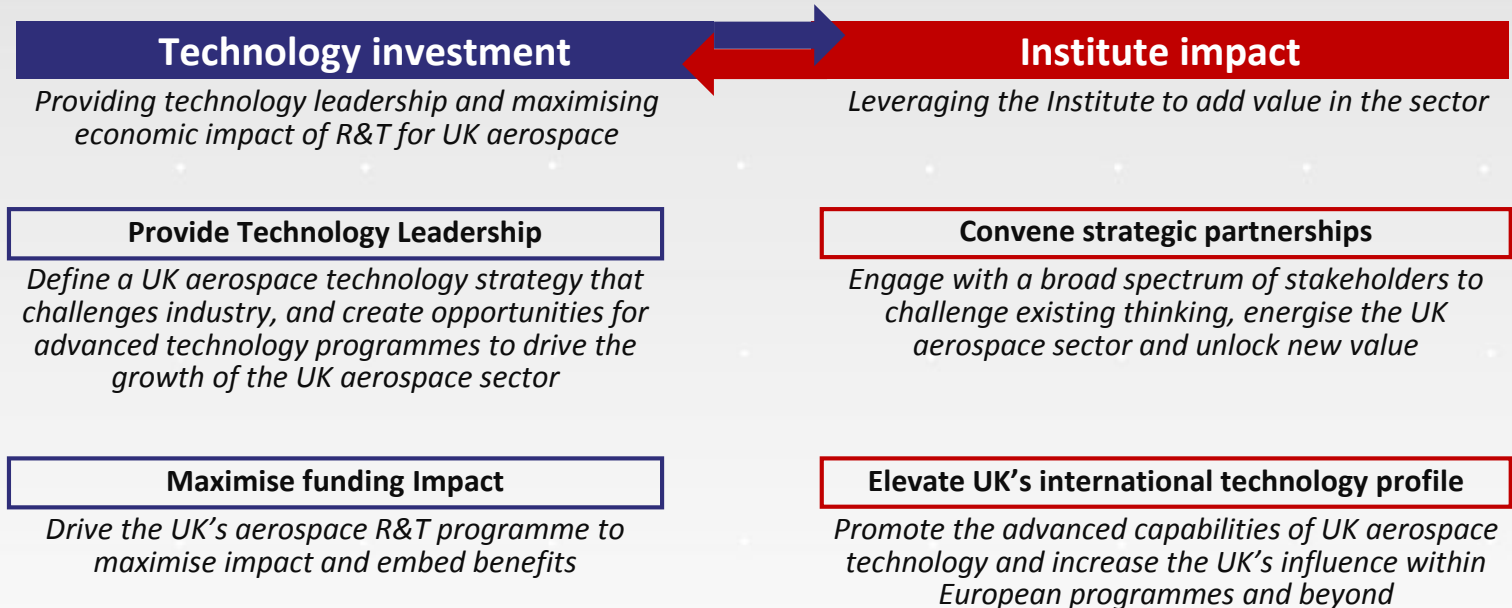 Technology investment
Providing technology leadership and maximising
economic impact of R&T for UK aerospace
Provide Technology Leadership
Define a UK aerospace technology strategy that
challenges industry, and create opportunities for
advanced technology programmes to drive the
growth of the UK aerospace sector
Maximise funding Impact
Drive the UK’s aerospace R&T programme to
maximise impact and embed benefits
Institute impact
Leveraging the Institute to add value in the sector
Convene strategic partnerships
Engage with a broad spectrum of stakeholders to
challenge existing thinking, energise the UK
aerospace sector and unlock new value
Elevate UK’s international technology profile
Promote the advanced capabilities of UK aerospace
technology and increase the UK’s influence within
European programmes and beyond